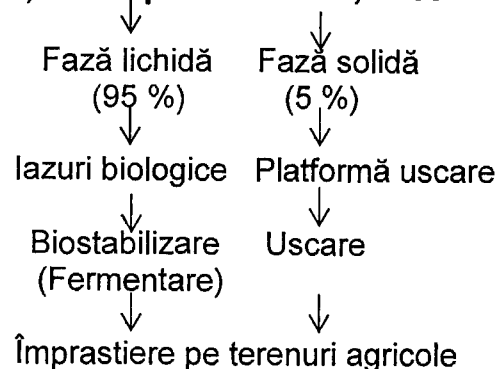 Fază lichidă Fază solidă
(95 %) (5 %)
Iazuri biologice Platformă uscare
Biostabilizare Uscare
(Fermentare)
Împrastiere pe terenuri agricole